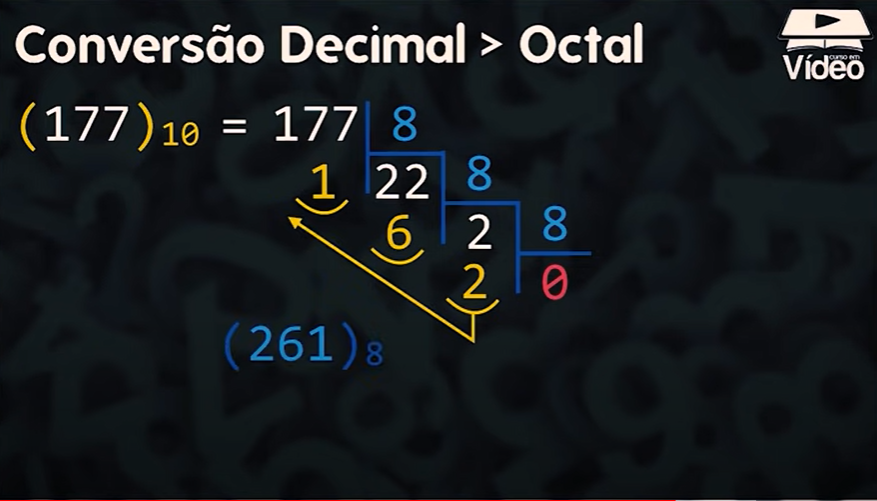 Conversão Decimal > Octal
curso em
Vídeo
(177)10 = 177 8
1 22 8
6 2 8
2 0
(261)8